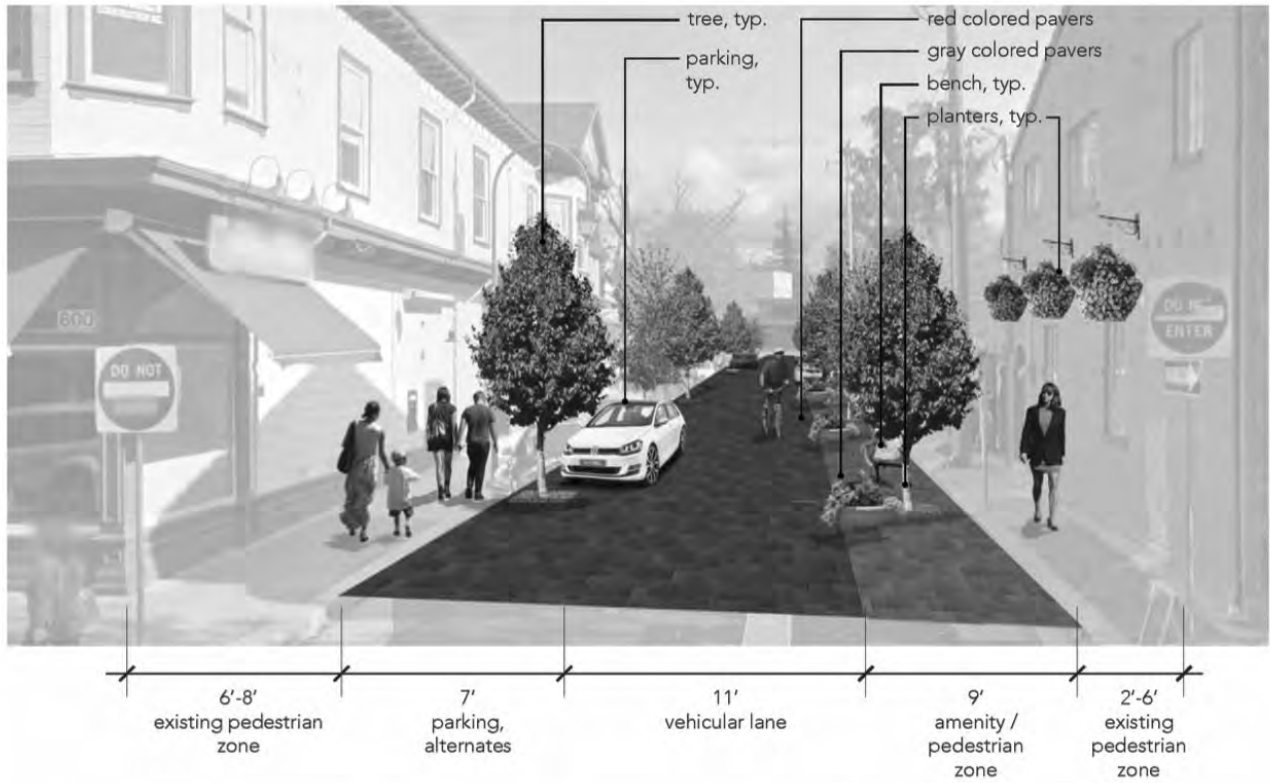 tree, typ.
parking,
typ.
red colored pavers
gray colored pavers
bench, typ.
planters, typ.
600
DO NOT
DO NOT
ENTER
6'-8'
existing pedestrian
zone
7'
parking,
alternates
11'
vehicular lane
9'
amenity /
pedestrian
zone
2'-6'
existing
pedestrian
zone